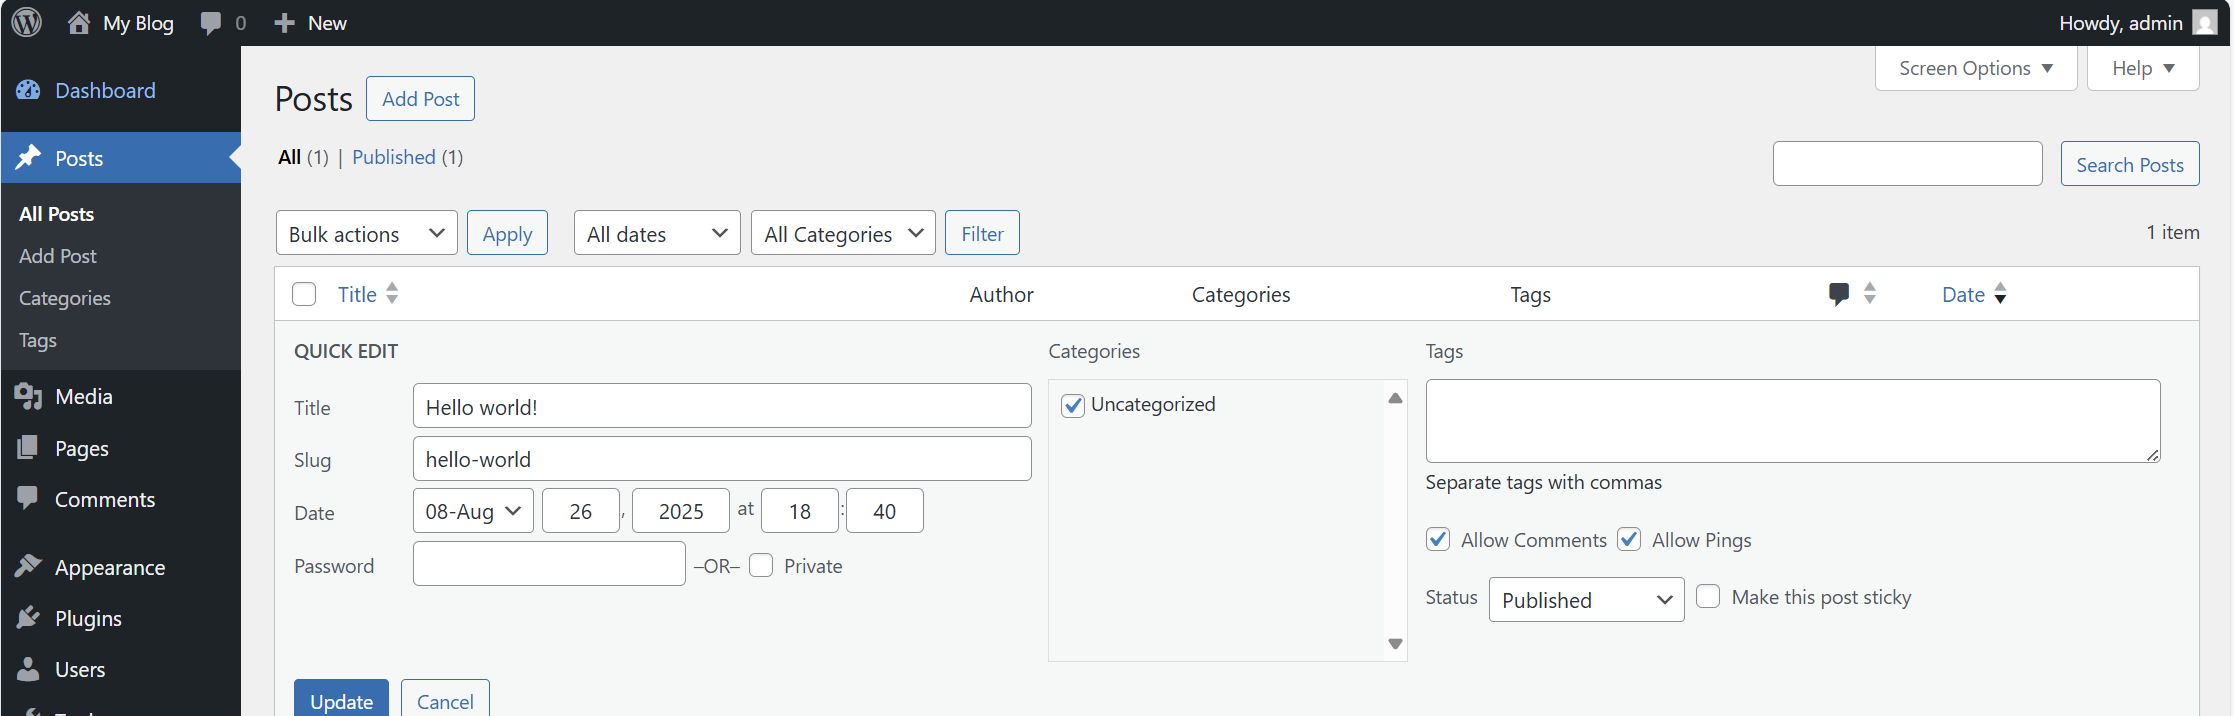 My Blog 0 New Howdy, admin
Screen Options Help
Dashboard
Posts
All Posts
Add Post
Categories
Tags
Media
Pages
Comments
Appearance
Plugins
Users
Posts Add Post
All (1) | Published (1)
Search Posts
Bulk actions Apply All dates All Categories Filter 1 item
Title Author Categories Tags Date
QUICK EDIT
Title Hello world!
Slug hello-world
Date 08-Aug 26 , 2025 at 18 : 40
Password –OR– Private
Categories
Uncategorized
Tags
Separate tags with commas
Allow Comments Allow Pings
Status Published Make this post sticky
Update Cancel